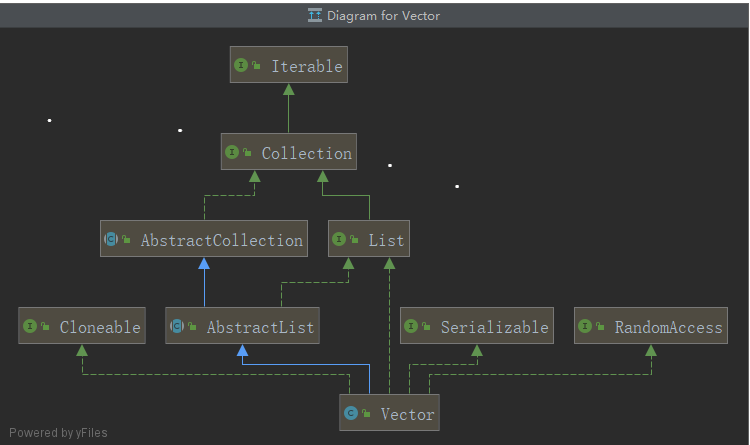 Diagram for Vector
I Iterable
I Collection
C AbstractCollection I List
I Cloneable C AbstractList I Serializable I RandomAccess
C Vector
Powered by yFiles